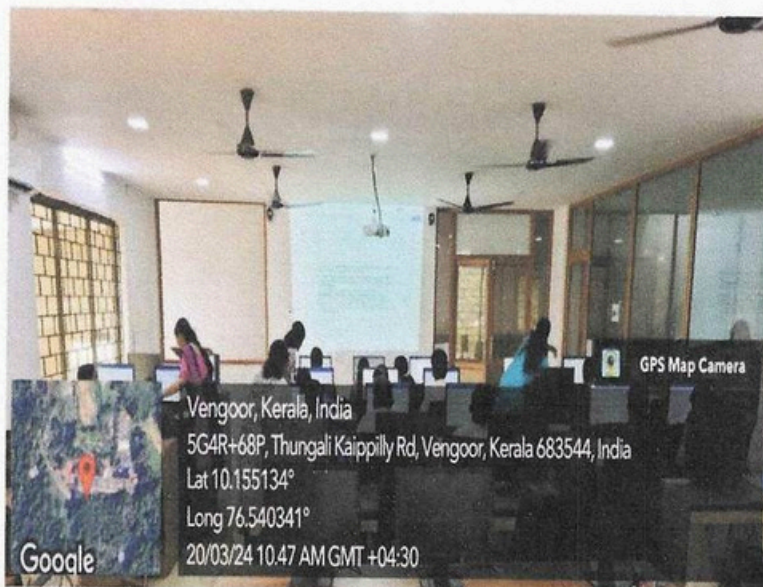 GPS Map Camera
Vengoor, Kerala, India
5G4R+68P, Thungali Kaippilly Rd, Vengoor, Kerala 683544, India
Lat 10.155134°
Long 76.540341°
20/03/24 10.47 AM GMT +04:30
Google